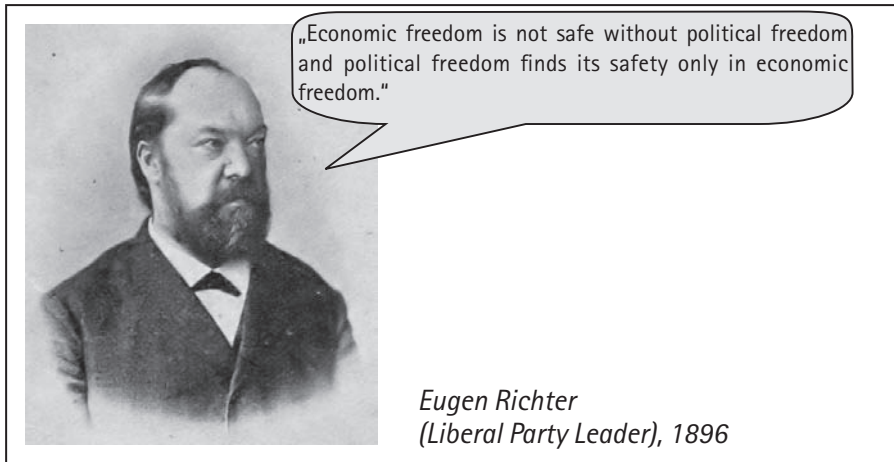 „Economic freedom is not safe without political freedom
and political freedom finds its safety only in economic
freedom.“
Eugen Richter
(Liberal Party Leader), 1896